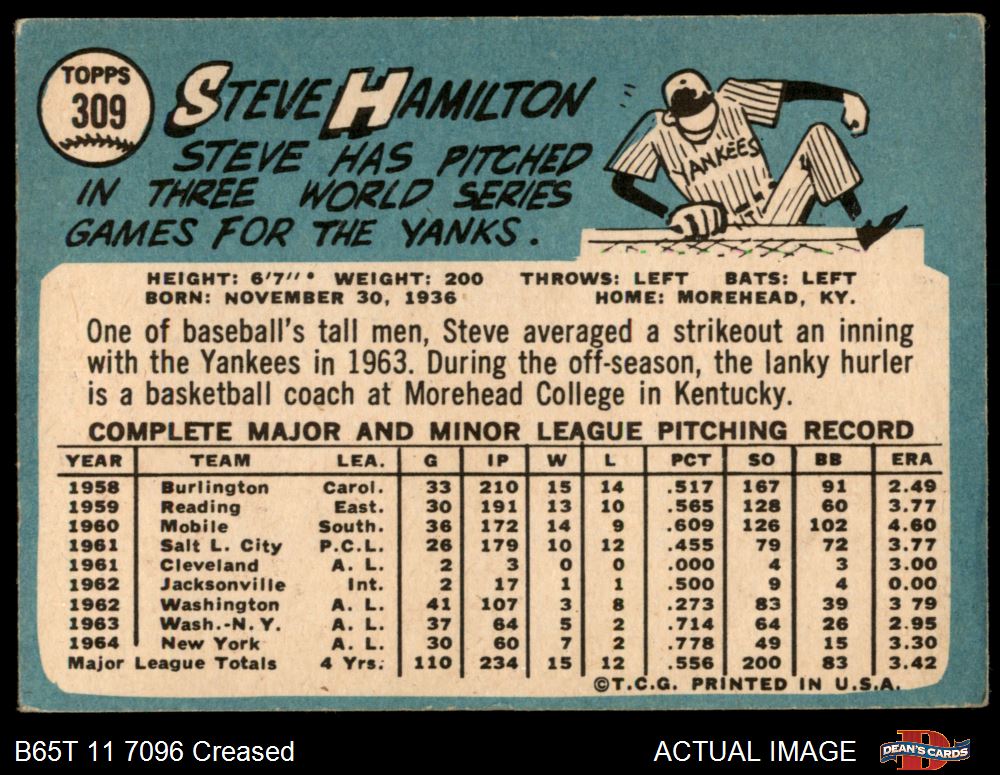 TOPPS
309
STEVE HAMILTON
STEVE HAS PITCHED
IN THREE WORLD SERIES
GAMES FOR THE YANKS.
YANKEES
HEIGHT: 6'7" WEIGHT: 200 THROWS: LEFT BATS: LEFT
BORN: NOVEMBER 30, 1936 HOME: MOREHEAD, KY.
One of baseball's tall men, Steve averaged a strikeout an inning
with the Yankees in 1963. During the off-season, the lanky hurler
is a basketball coach at Morehead College in Kentucky.
COMPLETE MAJOR AND MINOR LEAGUE PITCHING RECORD
YEAR TEAM LEA. G IP W L PCT SO BB ERA
1958 Burlington Carol. 33 210 15 14 .517 167 91 2.49
1959 Reading East. 30 191 13 10 .565 128 60 3.77
1960 Mobile South. 36 172 14 9 .609 126 102 4.60
1961 Salt L. City P.C.L. 26 179 10 12 .455 79 72 3.77
1961 Cleveland A. L. 2 3 0 0 .000 4 3 3.00
1962 Jacksonville Int. 2 17 1 1 .500 9 4 0.00
1962 Washington A. L. 41 107 3 8 .273 83 39 3 79
1963 Wash.-N. Y. A. L. 37 64 5 2 .714 64 26 2.95
1964 New York A. L. 30 60 7 2 .778 49 15 3.30
Major League Totals 4 Yrs. 110 234 15 12 .556 200 83 3.42
©T.C.G. PRINTED IN U.S.A.
B65T 11 7096 Creased ACTUAL IMAGE DEAN'S CARDS